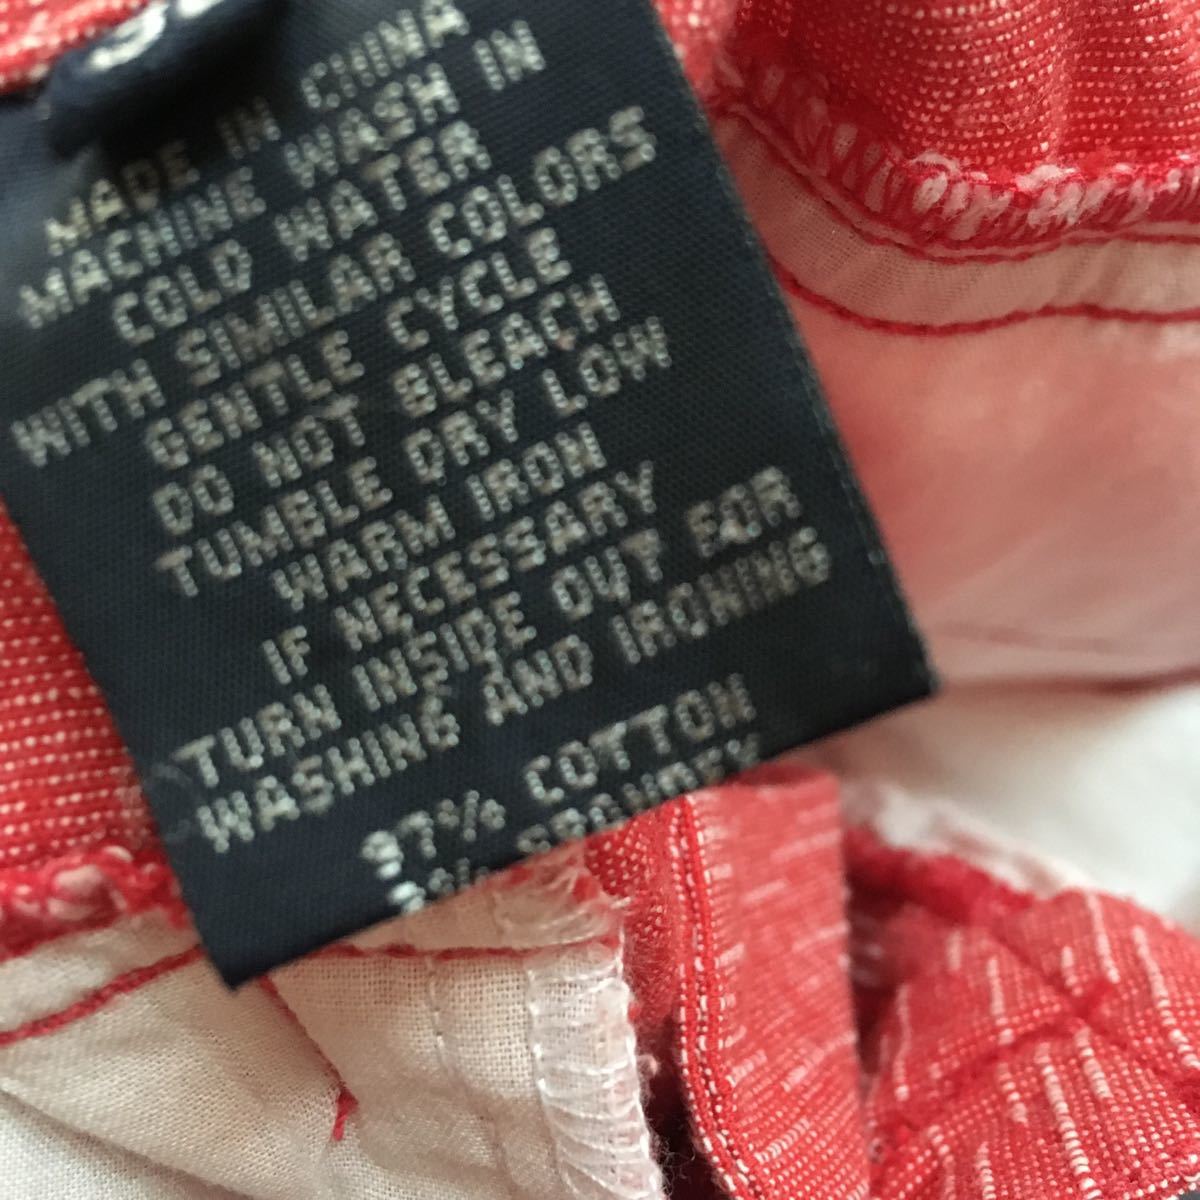 MADE IN CHINA
MACHINE WASH IN
COLD WATER
WITH SIMILAR COLORS
GENTLE CYCLE
DO NOT BLEACH
TUMBLE DRY LOW
WARM IRON
IF NECESSARY
TURN INSIDE OUT FOR
WASHING AND IRONING
97% COTTON